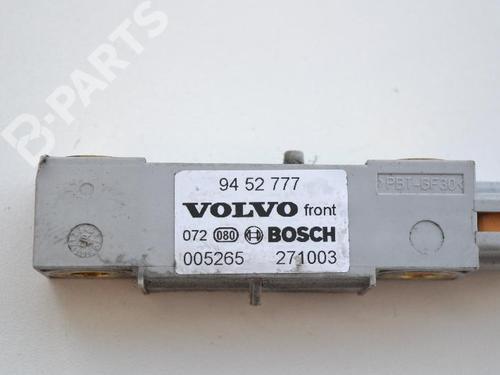 B-PARTS
94 52 777
>PBT-GF30<
VOLVO front
072 080 BOSCH
005265 271003